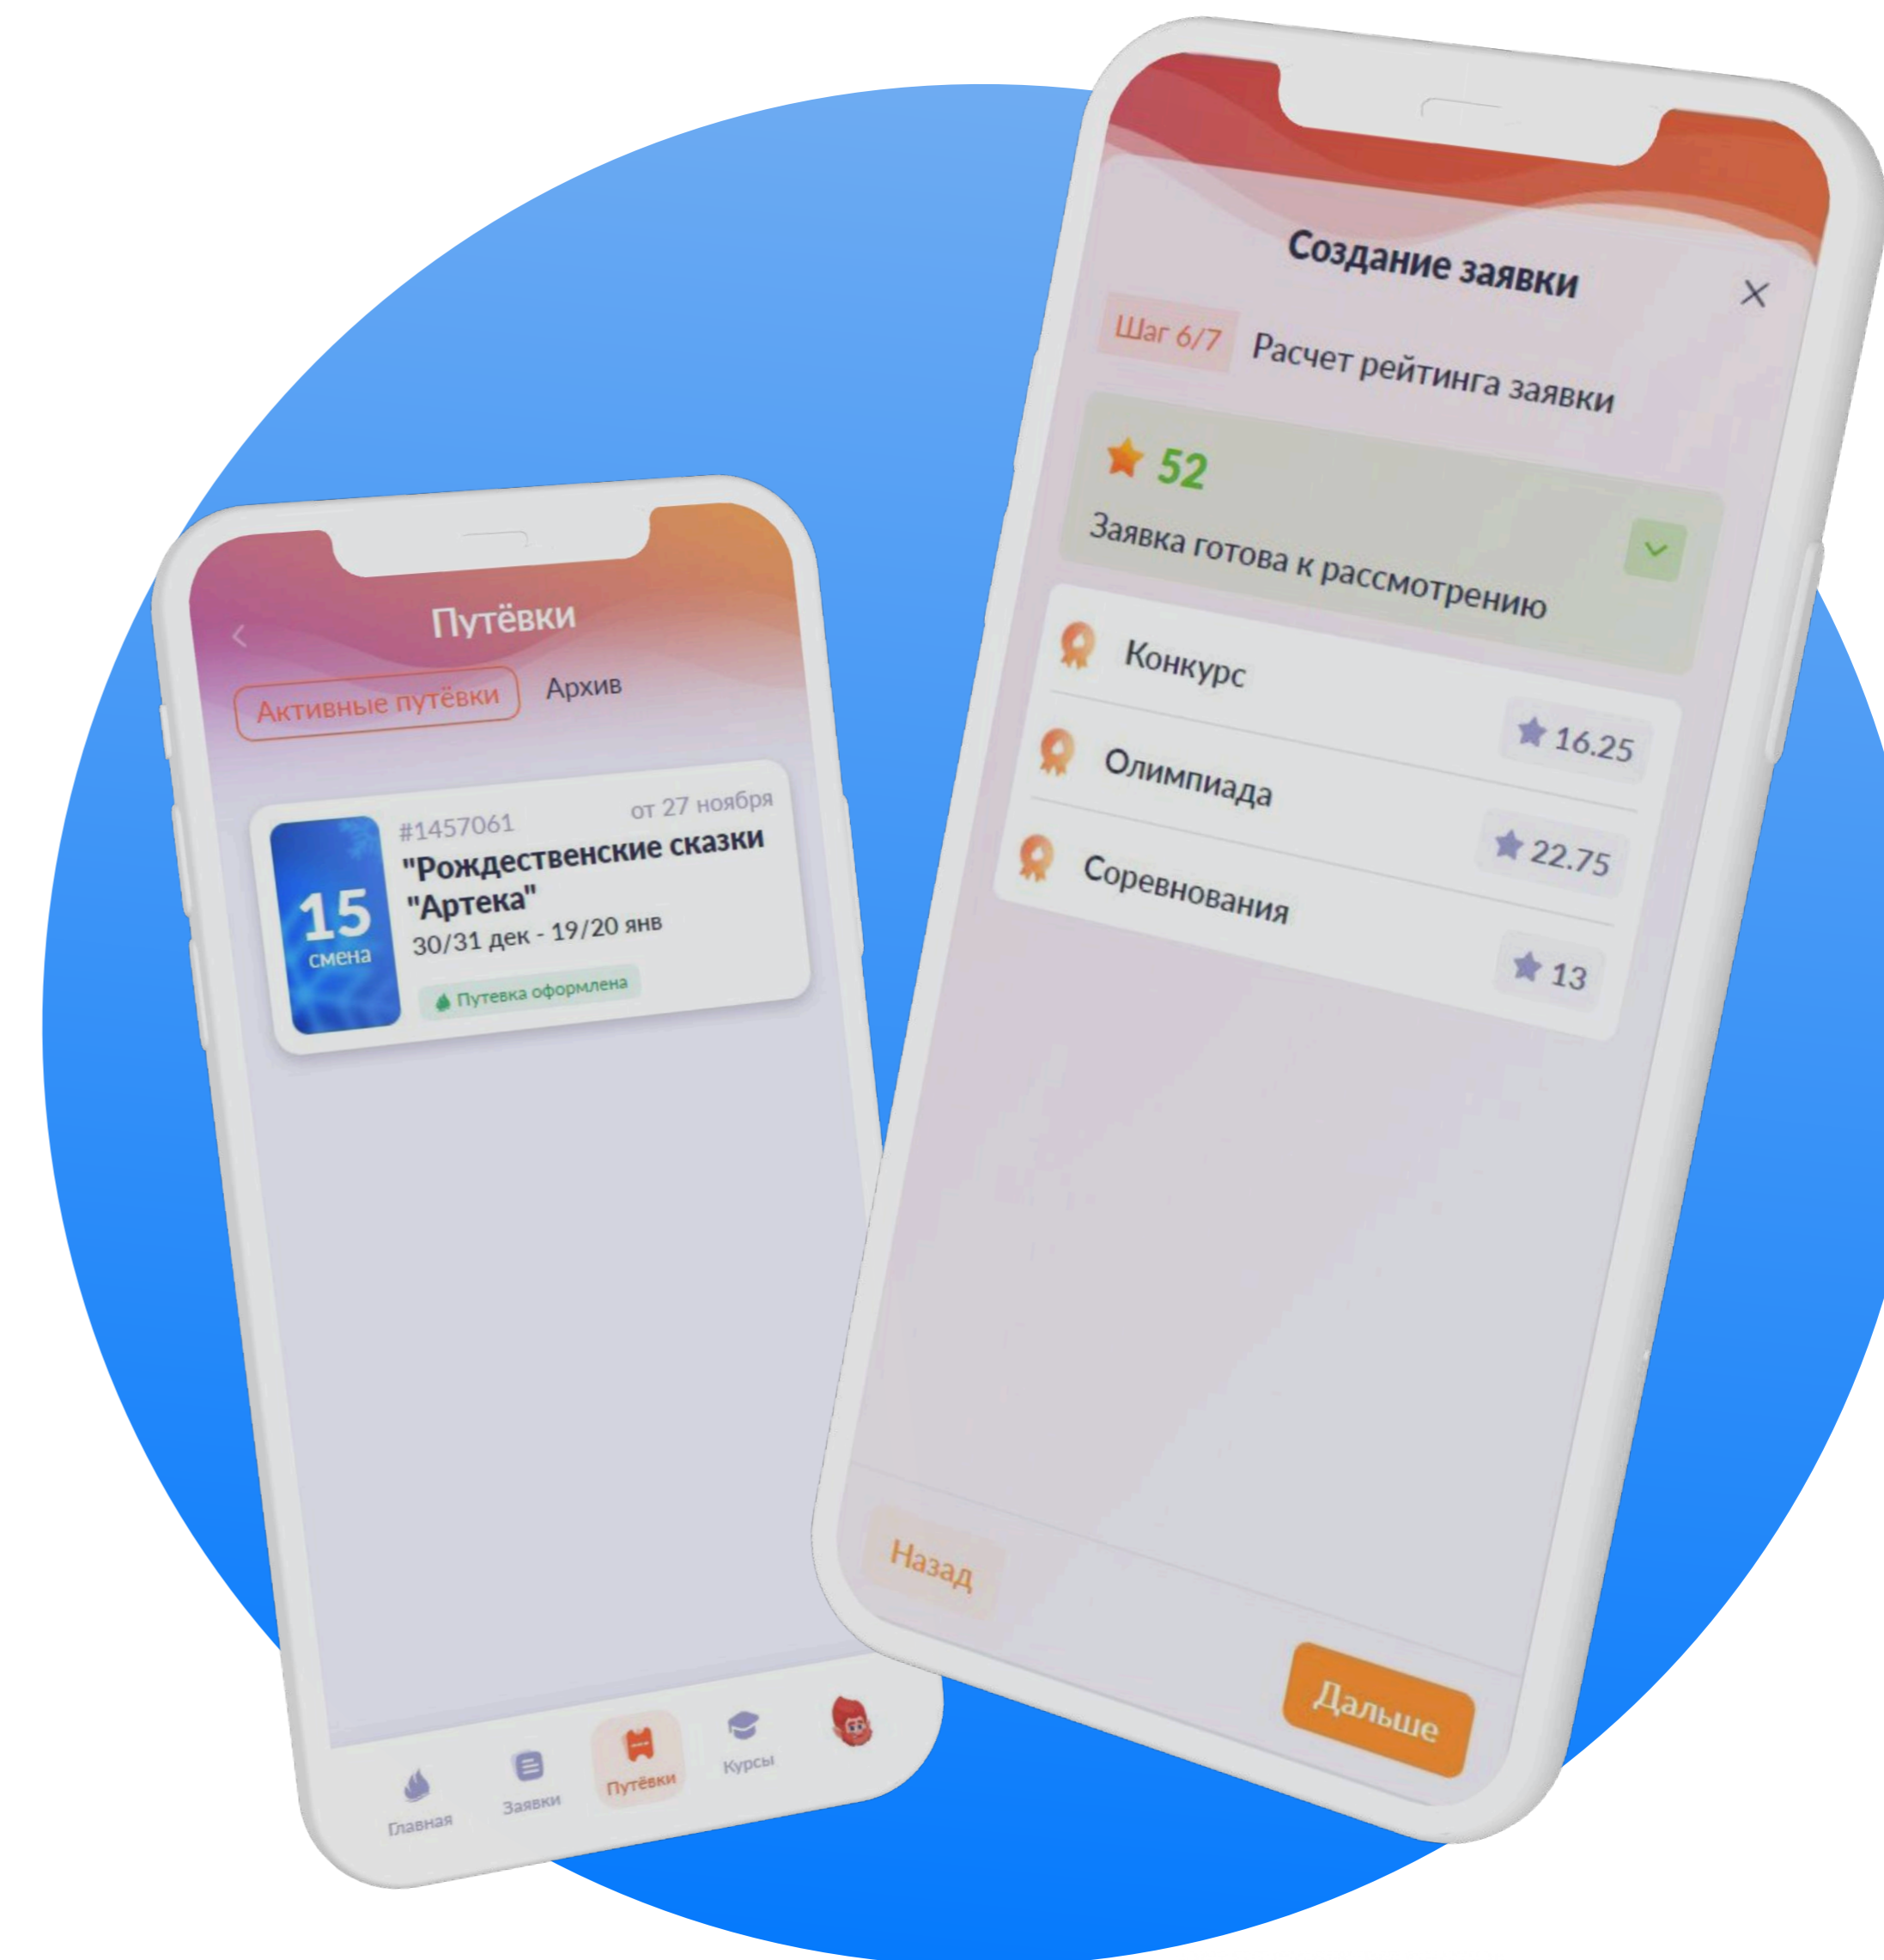 Путёвки
Активные путёвки
Архив
15
смена
#1457061
от 27 ноября
"Рождественские сказки
"Артека"
30/31 дек - 19/20 янв
Путевка оформлена
Главная
Заявки
Путёвки
Курсы
Создание заявки
Шаг 6/7
Расчет рейтинга заявки
52
Заявка готова к рассмотрению
Конкурс
16.25
Олимпиада
22.75
Соревнования
13
Назад
Дальше